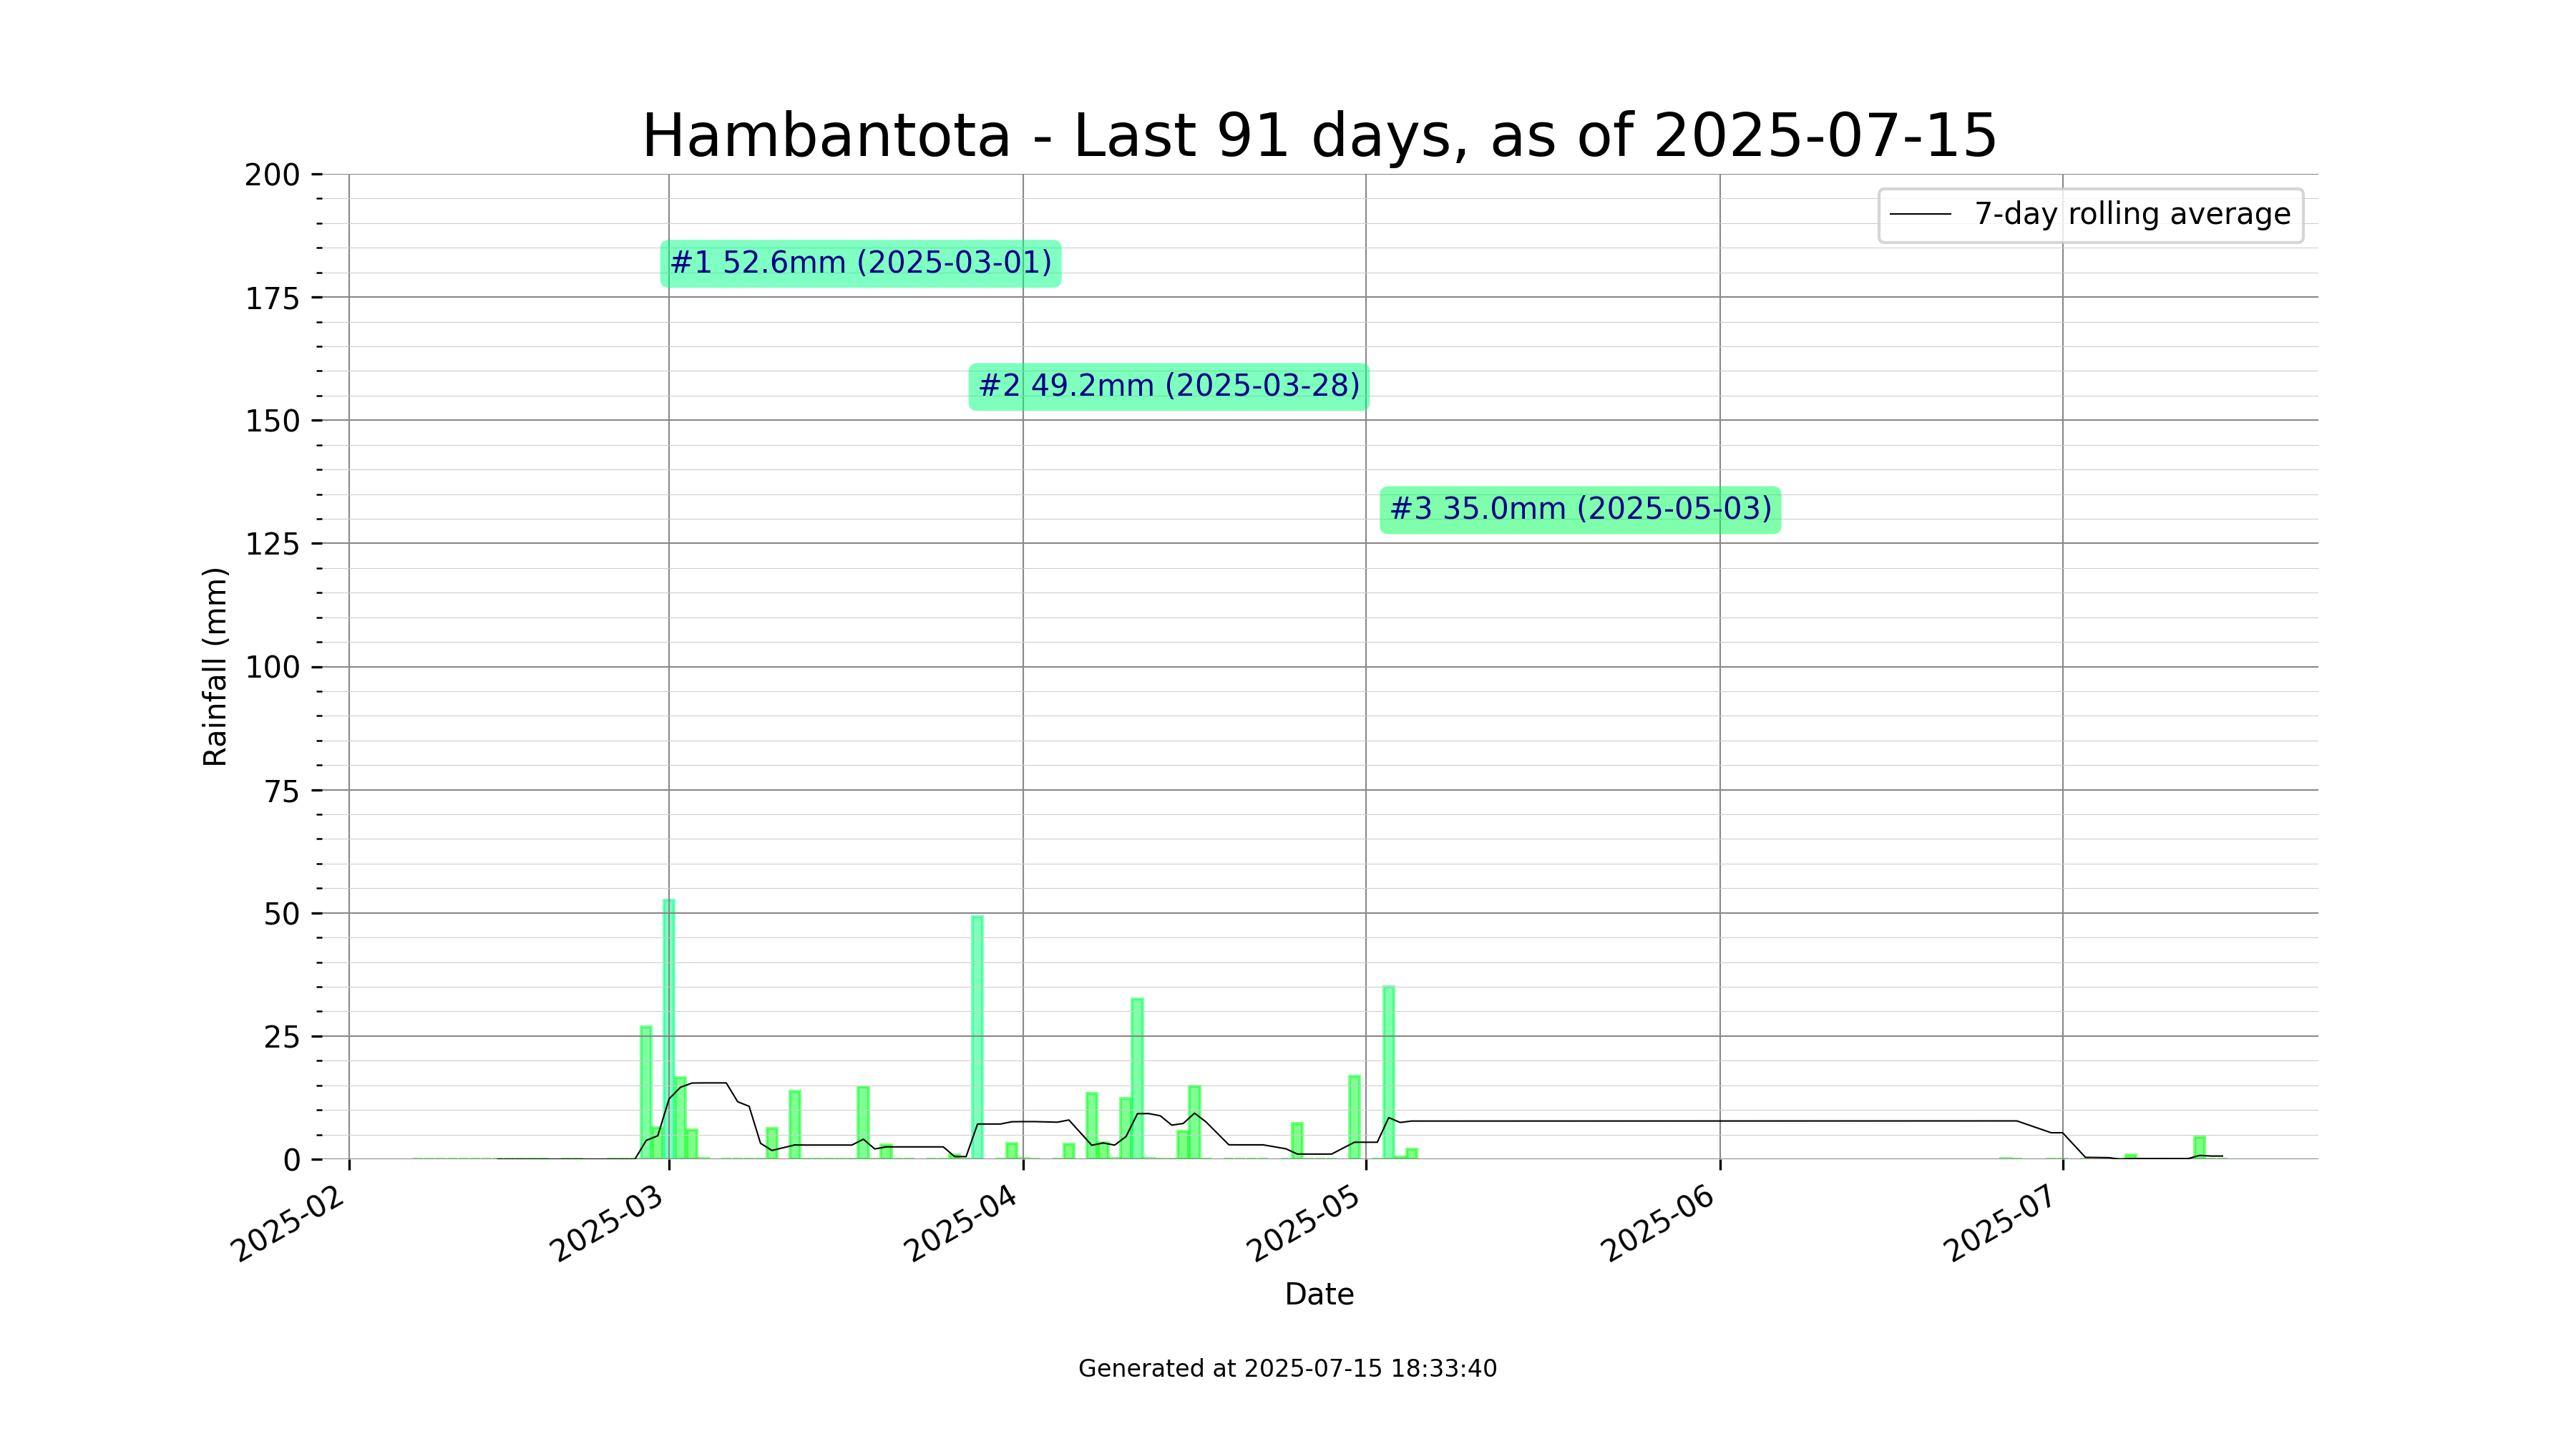 Hambantota - Last 91 days, as of 2025-07-15
200
175
150
125
100
75
50
25
0
Rainfall (mm)
7-day rolling average
#1 52.6mm (2025-03-01)
#2 49.2mm (2025-03-28)
#3 35.0mm (2025-05-03)
2025-02
2025-03
2025-04
2025-05
2025-06
2025-07
Date
Generated at 2025-07-15 18:33:40